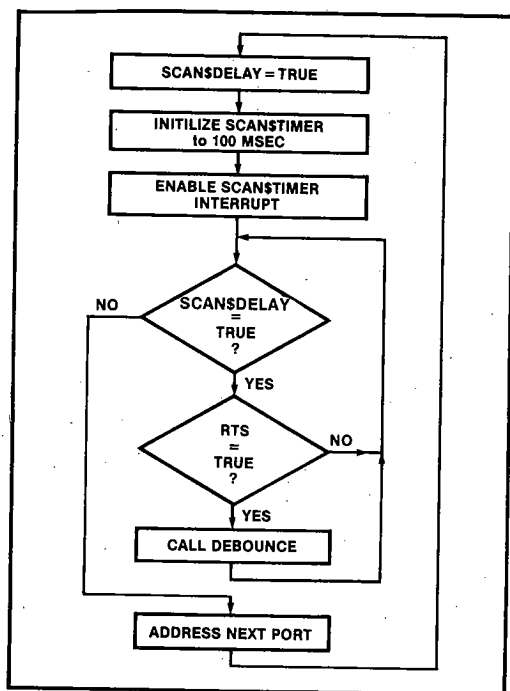 SCAN$DELAY = TRUE
INITILIZE SCAN$TIMER
to 100 MSEC
ENABLE SCAN$TIMER
INTERRUPT
NO
SCAN$DELAY
=
TRUE
?
YES
RTS
=
TRUE
?
NO
YES
CALL DEBOUNCE
ADDRESS NEXT PORT